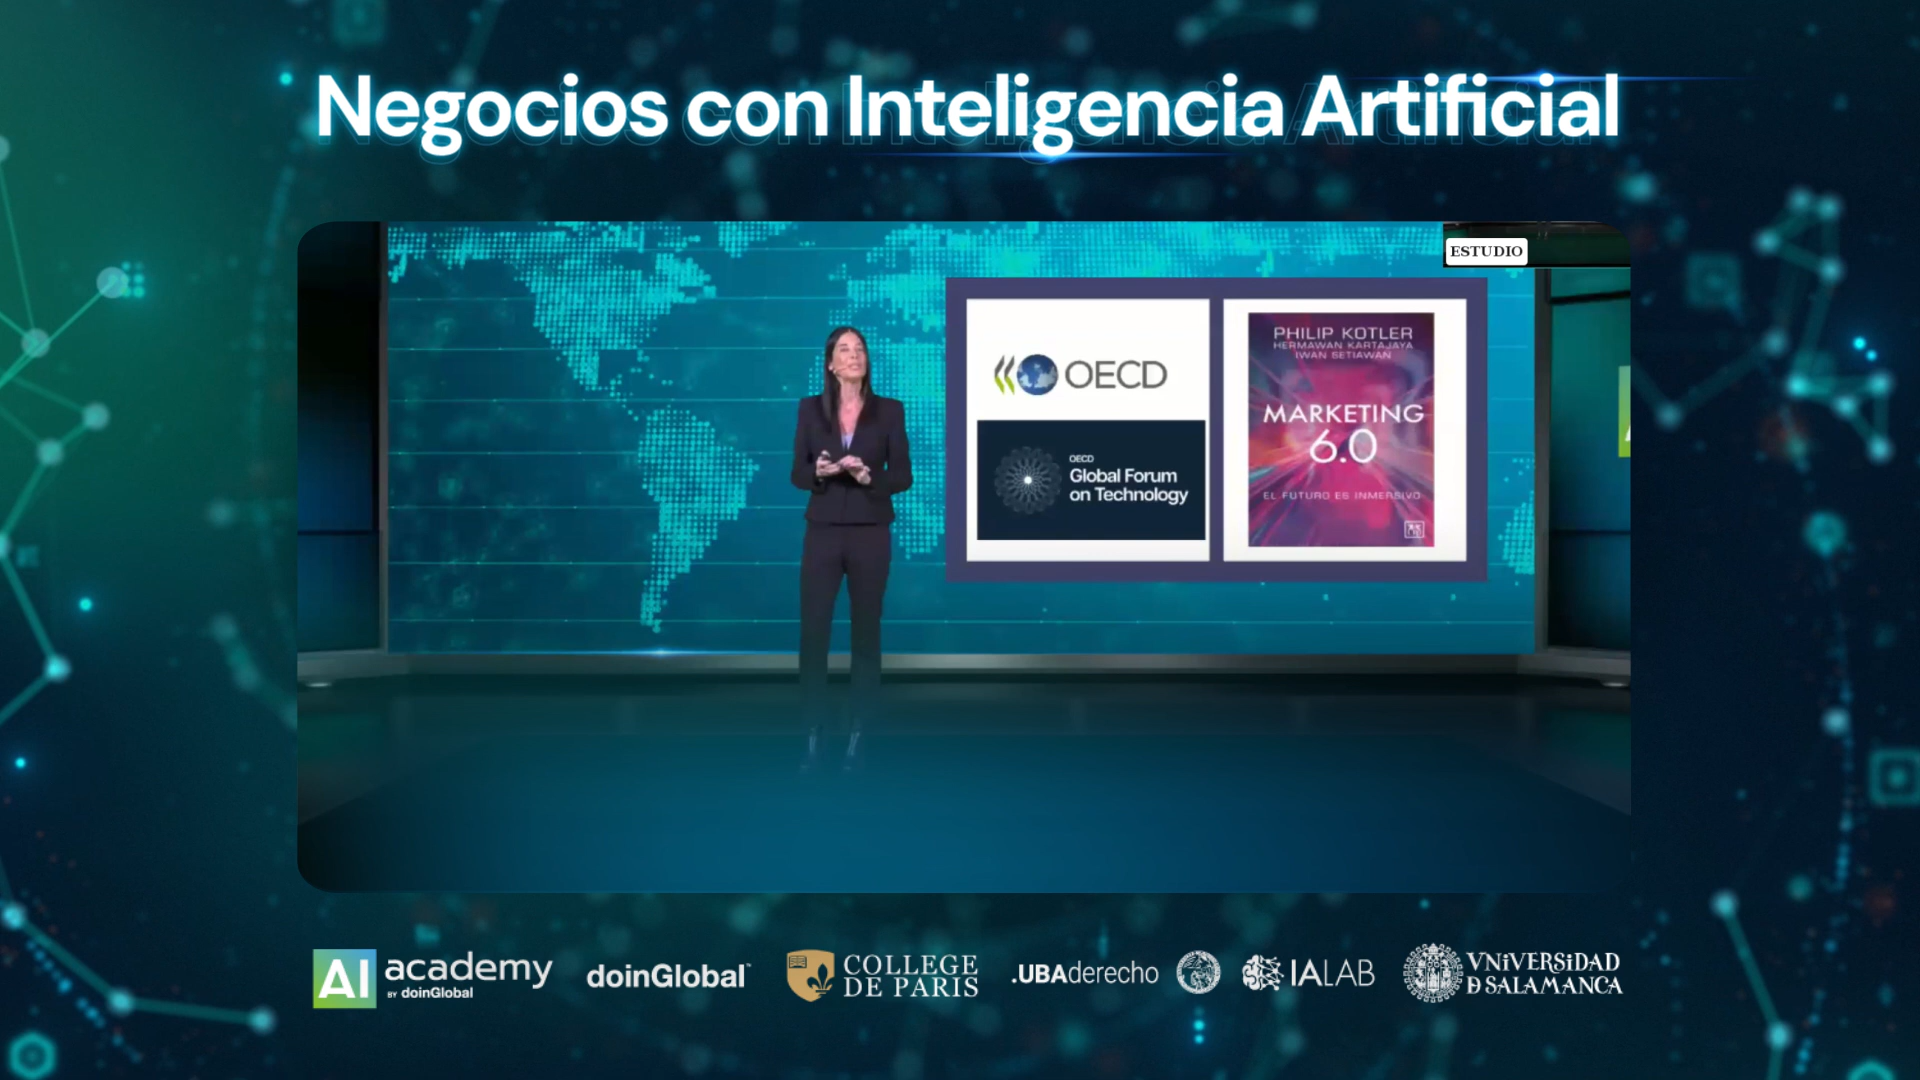 Negocios con Inteligencia Artificial
ESTUDIO
OECD
OECD
Global Forum
on Technology
PHILIP KOTLER
HERMAWAN KARTAJAYA
IWAN SETIAWAN
MARKETING
6.0
EL FUTURO ES INMERSIVO
AI academy
BY doinGlobal
doinGlobal
COLLEGE
DE PARIS
.UBAderecho
IALAB
VNiVERSiDAD
D SALAMANCA